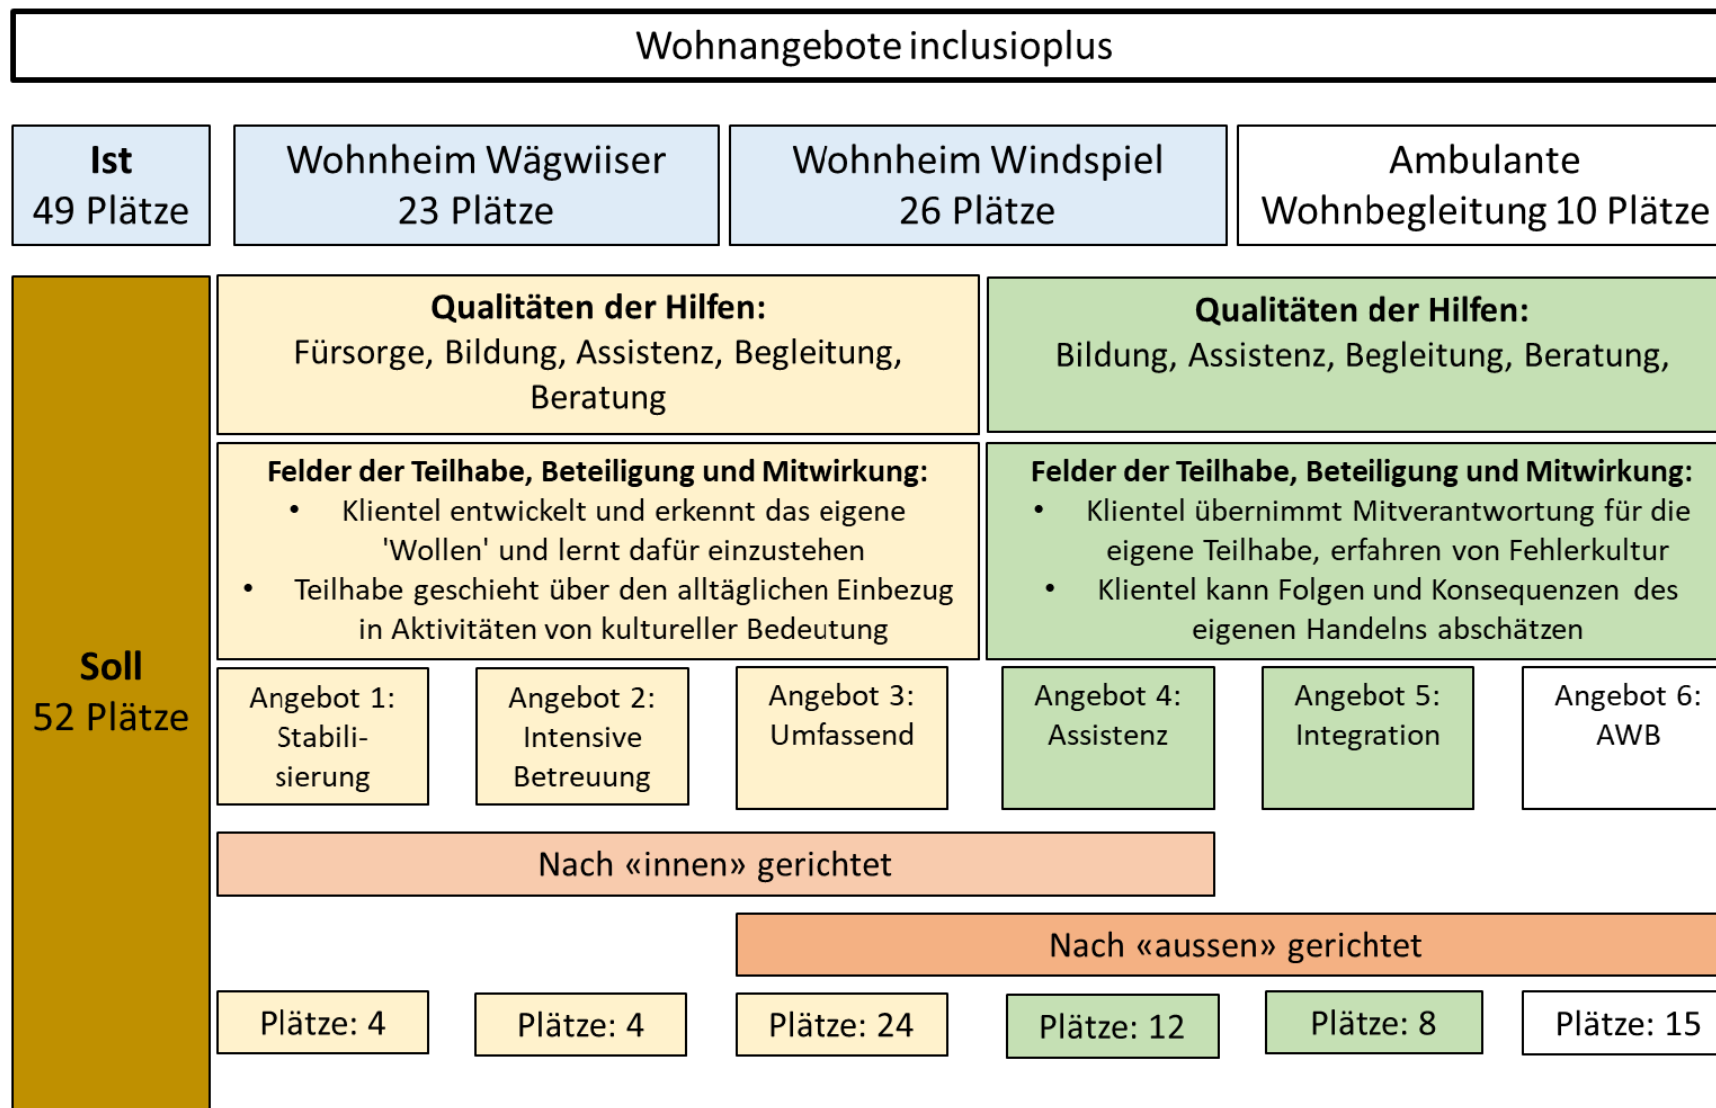 Wohnangebote inclusioplus
Ist
49 Plätze
Wohnheim Wägwiiser
23 Plätze
Wohnheim Windspiel
26 Plätze
Ambulante
Wohnbegleitung 10 Plätze
Soll
52 Plätze
Qualitäten der Hilfen:
Fürsorge, Bildung, Assistenz, Begleitung,
Beratung
Qualitäten der Hilfen:
Bildung, Assistenz, Begleitung, Beratung,
Felder der Teilhabe, Beteiligung und Mitwirkung:
• Klientel entwickelt und erkennt das eigene
'Wollen' und lernt dafür einzustehen
• Teilhabe geschieht über den alltäglichen Einbezug
in Aktivitäten von kultureller Bedeutung
Felder der Teilhabe, Beteiligung und Mitwirkung:
• Klientel übernimmt Mitverantwortung für die
eigene Teilhabe, erfahren von Fehlerkultur
• Klientel kann Folgen und Konsequenzen des
eigenen Handelns abschätzen
Angebot 1:
Stabili-
sierung
Angebot 2:
Intensive
Betreuung
Angebot 3:
Umfassend
Angebot 4:
Assistenz
Angebot 5:
Integration
Angebot 6:
AWB
Nach «innen» gerichtet
Nach «aussen» gerichtet
Plätze: 4
Plätze: 4
Plätze: 24
Plätze: 12
Plätze: 8
Plätze: 15